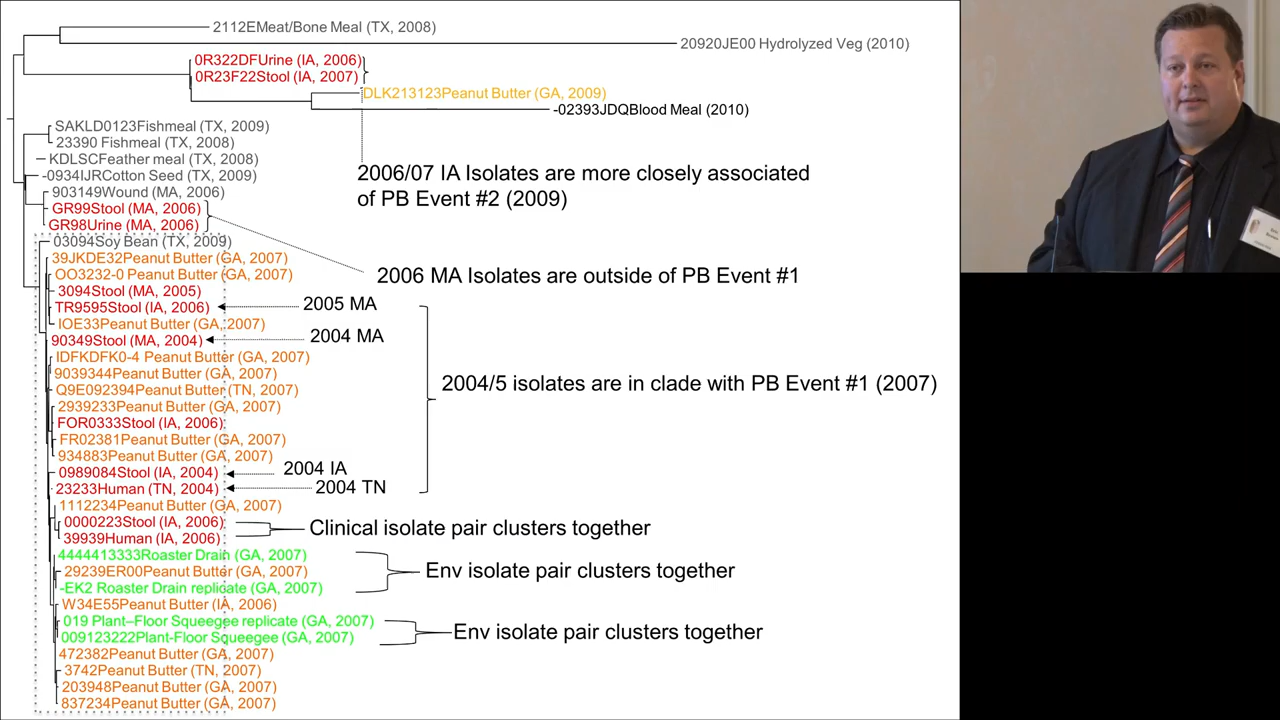 2112EMeat/Bone Meal (TX, 2008)
20920JE00 Hydrolyzed Veg (2010)
0R322DFUrine (IA, 2006)
0R23F22Stool (IA, 2007)
DLK213123Peanut Butter (GA, 2009)
-02393JDQBlood Meal (2010)
SAKLD0123Fishmeal (TX, 2009)
23390 Fishmeal (TX, 2008)
KDLSCFeather meal (TX, 2008)
-0934IJRCotton Seed (TX, 2009)
2006/07 IA Isolates are more closely associated
of PB Event #2 (2009)
903149Wound (MA, 2006)
GR99Stool (MA, 2006)
GR98Urine (MA, 2006)
03094Soy Bean (TX, 2009)
39JKDE32Peanut Butter (GA, 2007)
OO3232-0 Peanut Butter (GA, 2007)
2006 MA Isolates are outside of PB Event #1
3094Stool (MA, 2005)
TR9595Stool (IA, 2006)
2005 MA
IOE33Peanut Butter (GA, 2007)
90349Stool (MA, 2004)
2004 MA
IDFKDFK0-4 Peanut Butter (GA, 2007)
9039344Peanut Butter (GA, 2007)
Q9E092394Peanut Butter (TN, 2007)
2004/5 isolates are in clade with PB Event #1 (2007)
2939233Peanut Butter (GA, 2007)
FOR0333Stool (IA, 2006)
FR02381Peanut Butter (GA, 2007)
934883Peanut Butter (GA, 2007)
0989084Stool (IA, 2004)
2004 IA
23233Human (TN, 2004)
2004 TN
1112234Peanut Butter (GA, 2007)
0000223Stool (IA, 2006)
39939Human (IA, 2006)
Clinical isolate pair clusters together
4444413333Roaster Drain (GA, 2007)
29239ER00Peanut Butter (GA, 2007)
-EK2 Roaster Drain replicate (GA, 2007)
Env isolate pair clusters together
W34E55Peanut Butter (IA, 2006)
019 Plant–Floor Squeegee replicate (GA, 2007)
009123222Plant-Floor Squeegee (GA, 2007)
Env isolate pair clusters together
472382Peanut Butter (GA, 2007)
3742Peanut Butter (TN, 2007)
203948Peanut Butter (GA, 2007)
837234Peanut Butter (GA, 2007)